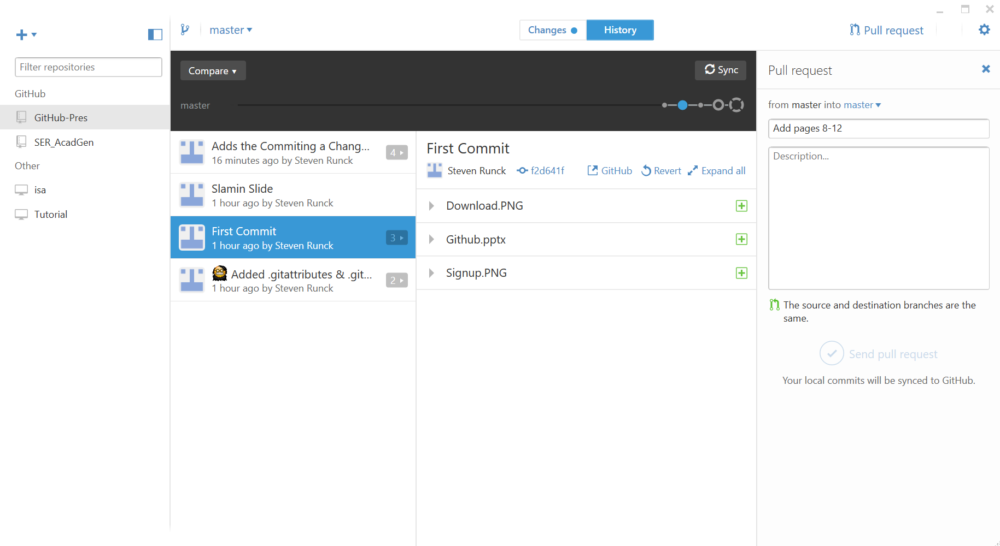 master
Changes
History
Pull request
Filter repositories
GitHub
GitHub-Pres
SER_AcadGen
Other
isa
Tutorial
Compare
Sync
master
Adds the Commiting a Chang...
16 minutes ago by Steven Runck
4
Slamin Slide
1 hour ago by Steven Runck
First Commit
1 hour ago by Steven Runck
3
Added .gitattributes & .git...
1 hour ago by Steven Runck
2
First Commit
Steven Runck
f2d641f
GitHub
Revert
Expand all
Download.PNG
Github.pptx
Signup.PNG
Pull request
from master into master
Add pages 8-12
Description...
The source and destination branches are the
same.
Send pull request
Your local commits will be synced to GitHub.